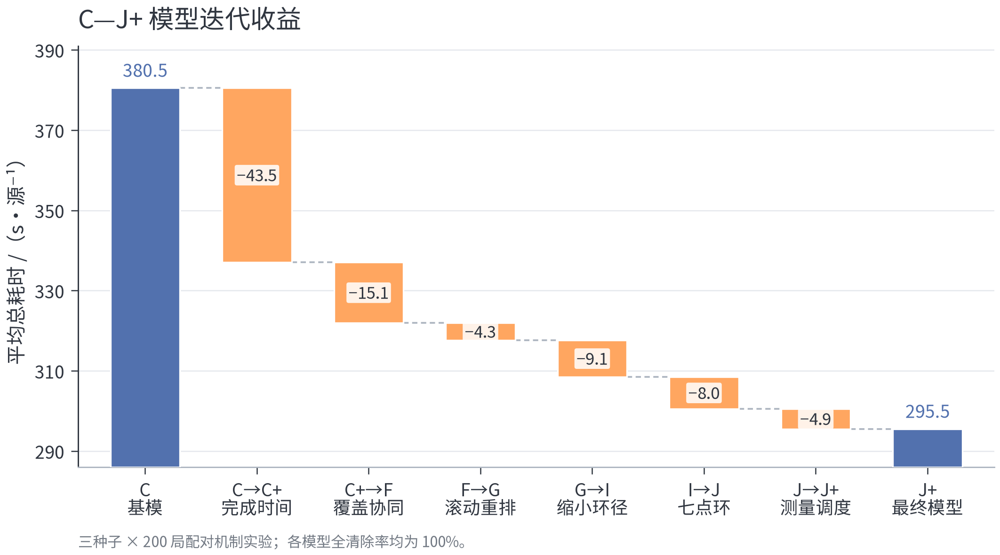 C—J+ 模型迭代收益
平均总耗时 / （s·源⁻¹）
390
370
350
330
310
290
380.5
−43.5
−15.1
−4.3
−9.1
−8.0
−4.9
295.5
C
基模
C→C+
完成时间
C+→F
覆盖协同
F→G
滚动重排
G→I
缩小环径
I→J
七点环
J→J+
测量调度
J+
最终模型
三种子 × 200 局配对机制实验；各模型全清除率均为 100%。